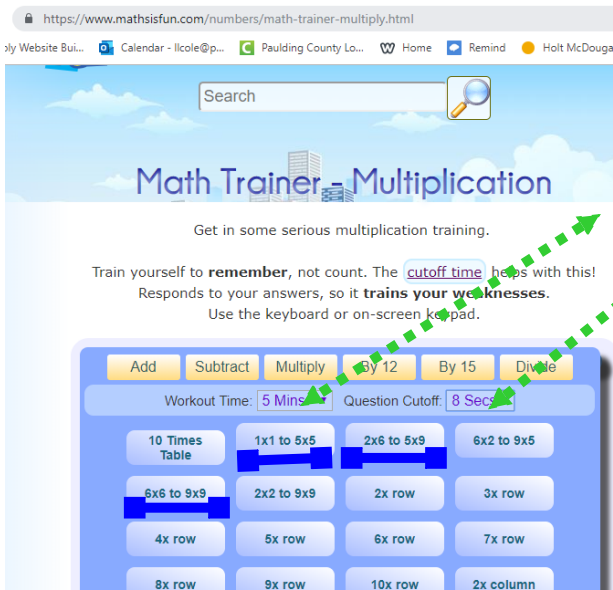 https://www.mathsisfun.com/numbers/math-trainer-multiply.html
ply Website Bui... Calendar - llcole@p... Paulding County Lo... Home Remind Holt McDouga
Search
Math Trainer - Multiplication
Get in some serious multiplication training.
Train yourself to remember, not count. The cutoff time helps with this!
Responds to your answers, so it trains your weaknesses.
Use the keyboard or on-screen keypad.
Add Subtract Multiply By 12 By 15 Divide
Workout Time: 5 Mins Question Cutoff: 8 Secs
10 Times Table
1x1 to 5x5 2x6 to 5x9 6x2 to 9x5
6x6 to 9x9 2x2 to 9x9 2x row 3x row
4x row 5x row 6x row 7x row
8x row 9x row 10x row 2x column